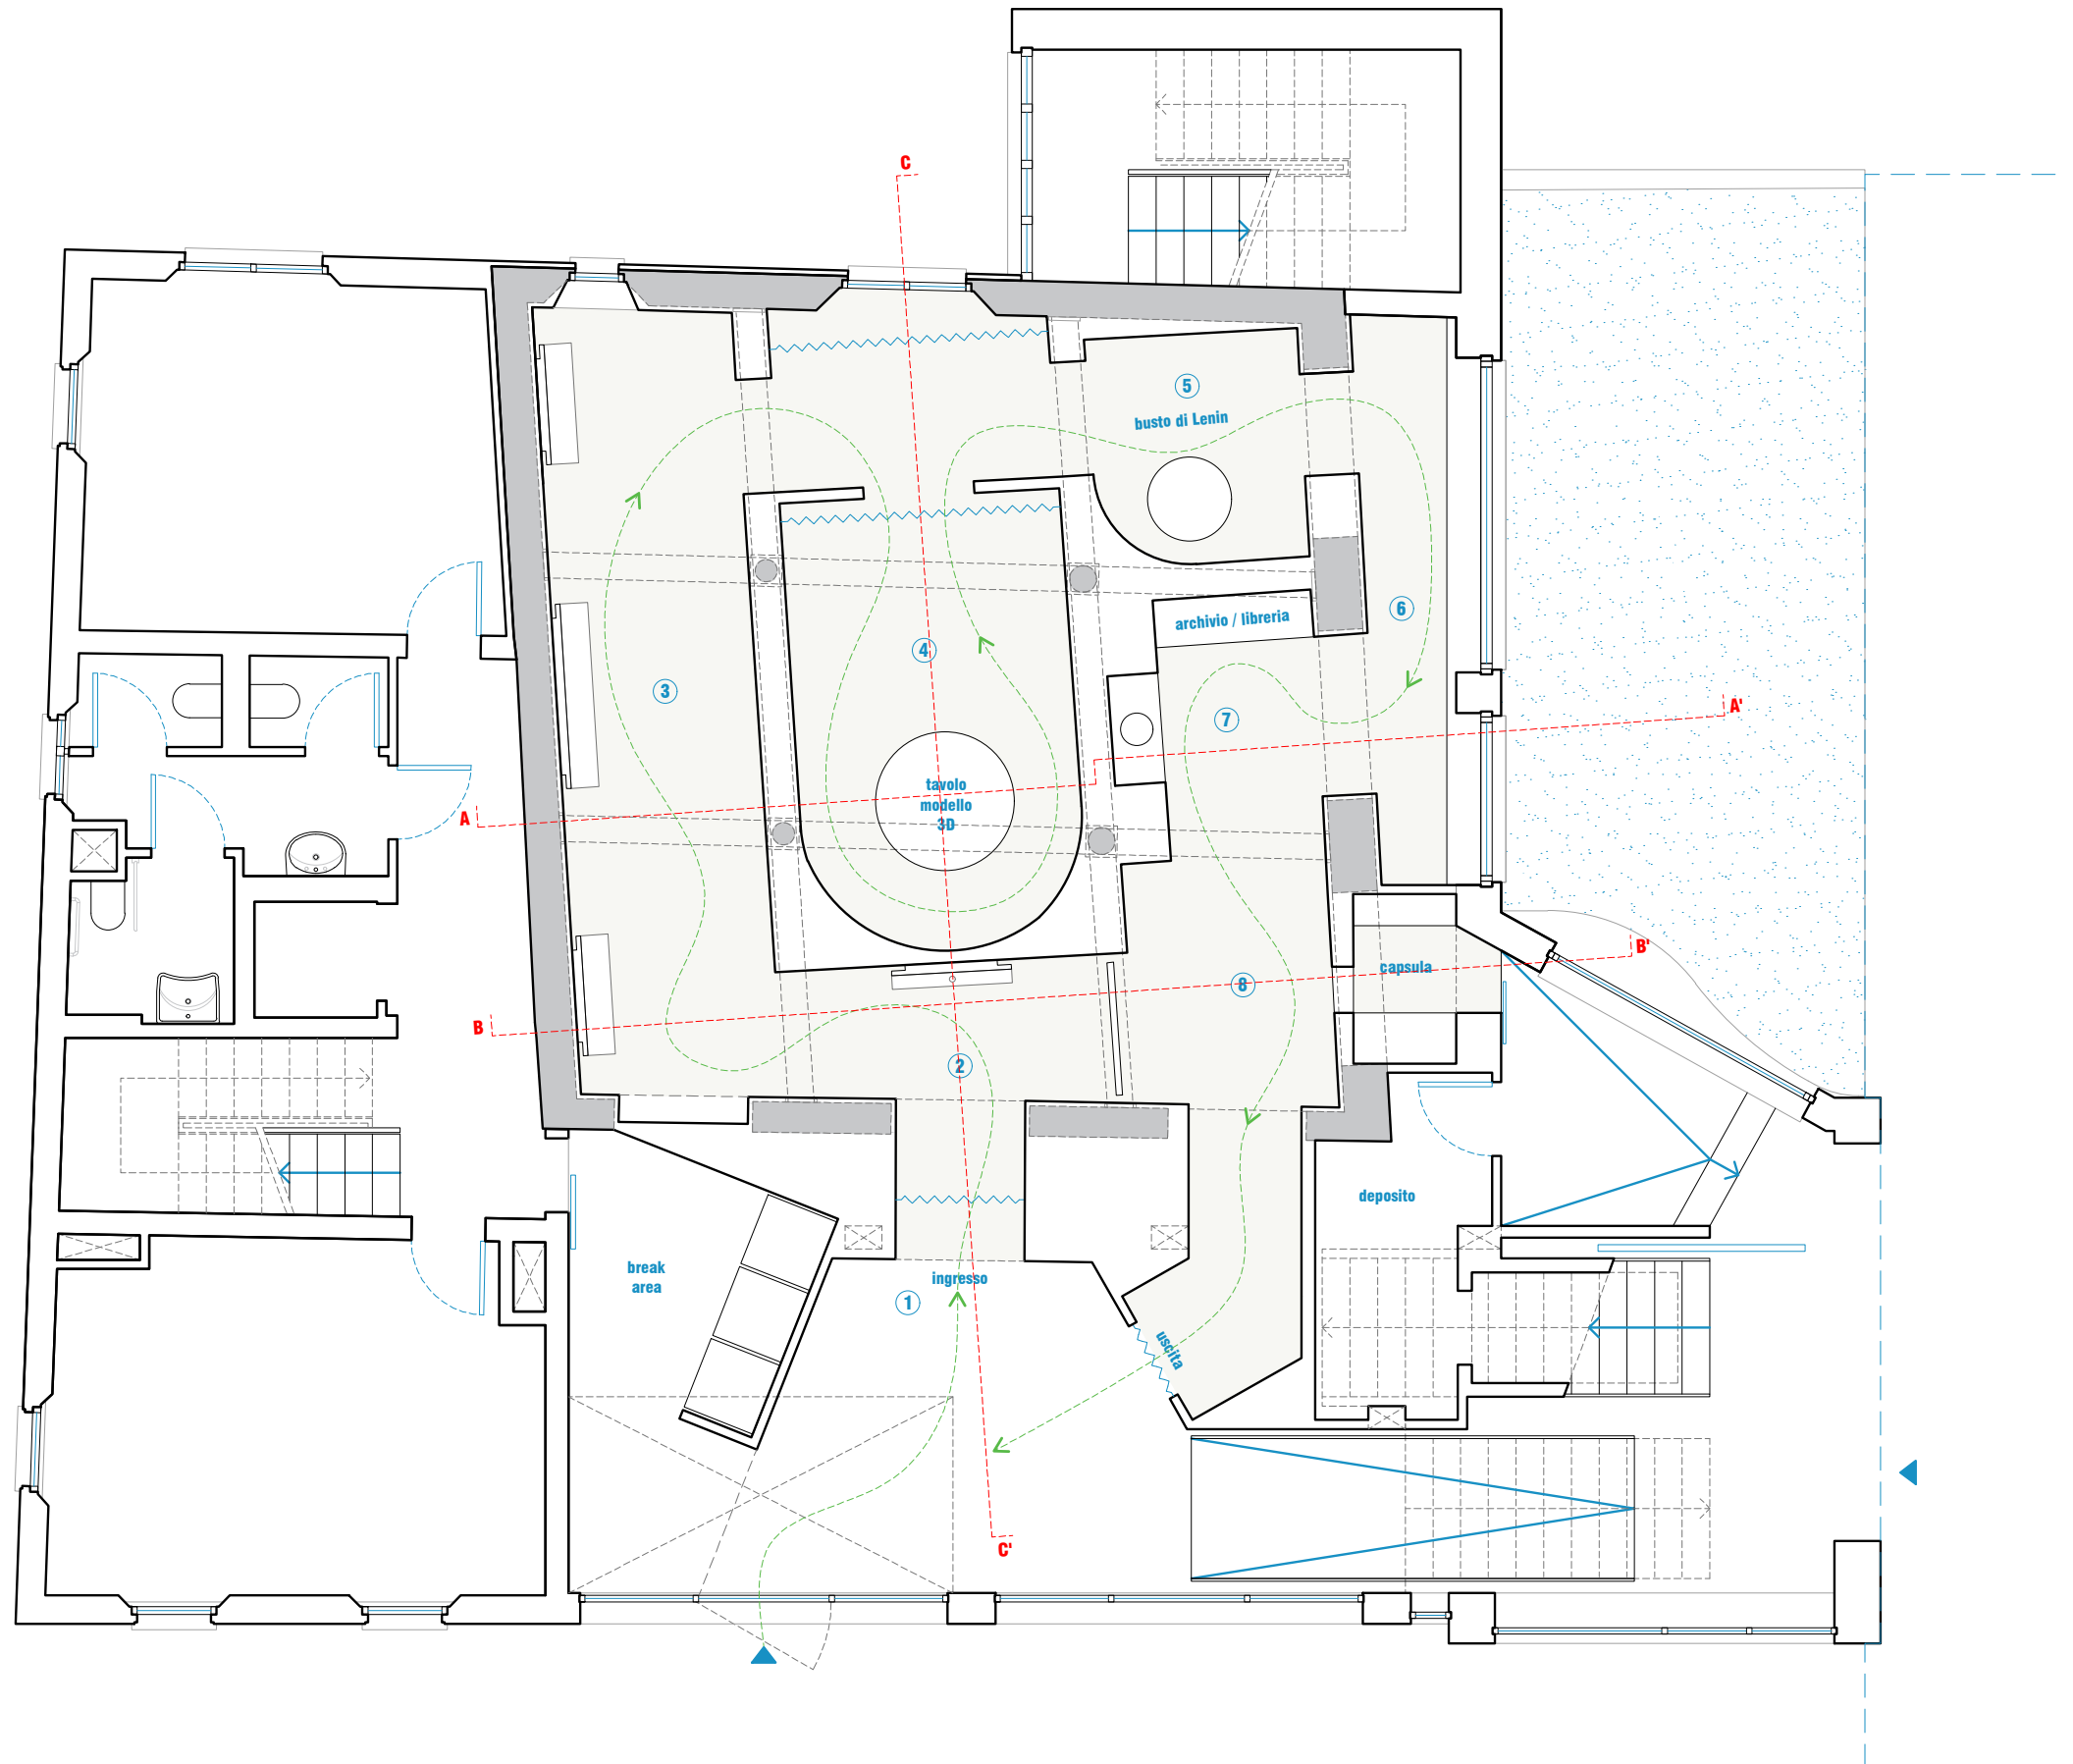 C
5
busto di Lenin
6
archivio / libreria
4
3
7
A'
tavolo
modello
3D
A
B'
capsula
8
B
2
deposito
break
area
ingresso
1
uscita
C'